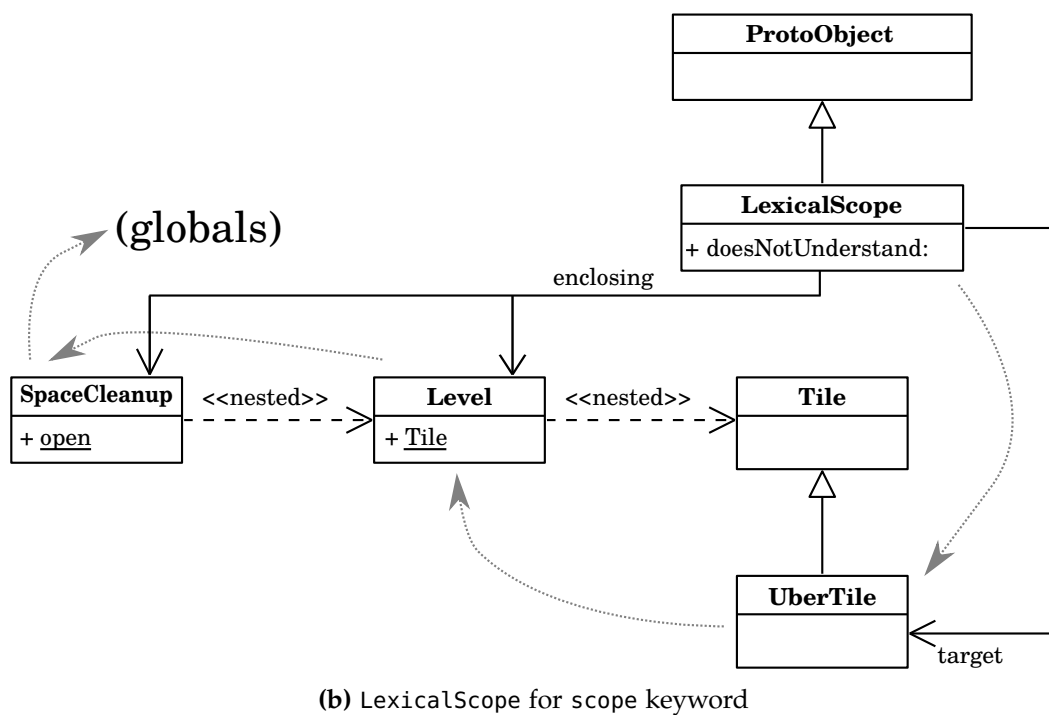 ProtoObject
LexicalScope
+ doesNotUnderstand:
(globals)
enclosing
SpaceCleanup
+ open
<<nested>>
Level
+ Tile
<<nested>>
Tile
UberTile
target
(b) LexicalScope for scope keyword